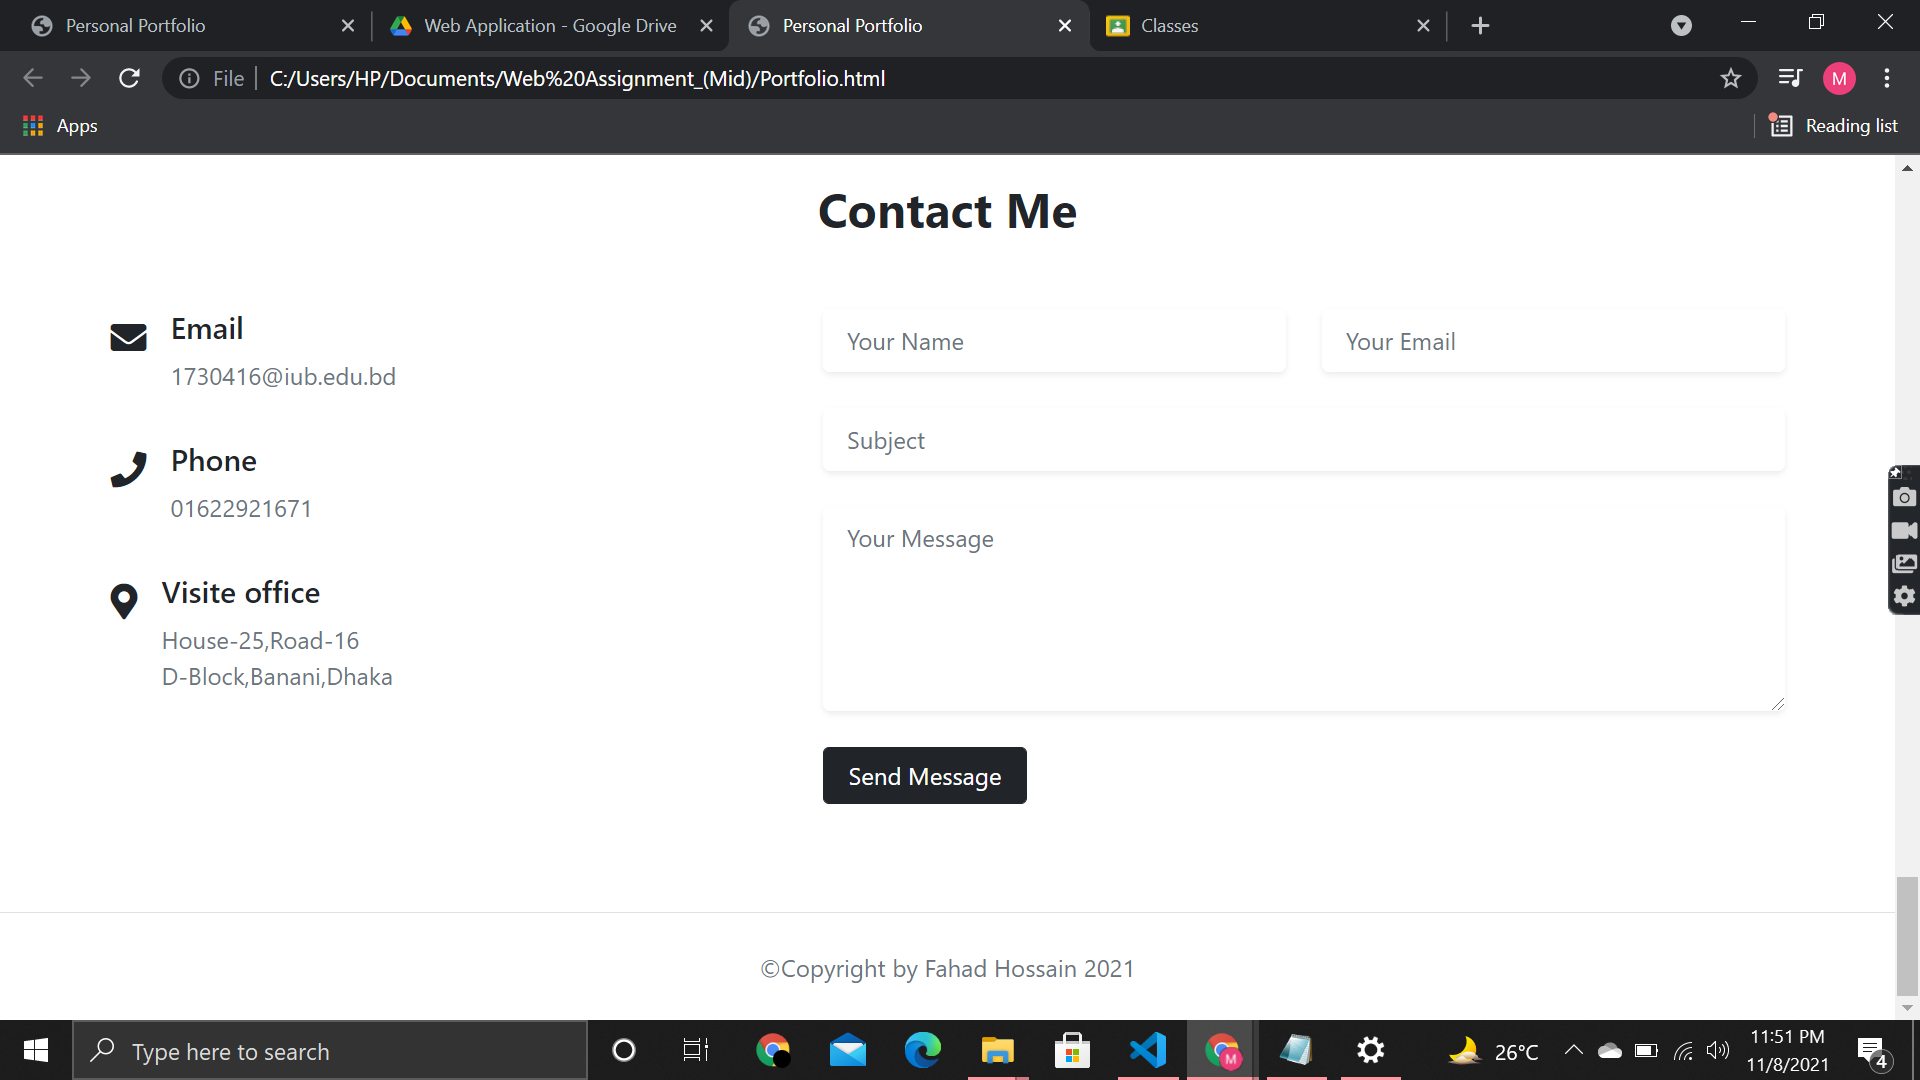 Personal Portfolio
Web Application - Google Drive
Personal Portfolio
Classes
File
C:/Users/HP/Documents/Web%20Assignment_(Mid)/Portfolio.html
M
Apps
Reading list
Contact Me
Email
1730416@iub.edu.bd
Phone
01622921671
Visite office
House-25,Road-16
D-Block,Banani,Dhaka
Your Name
Your Email
Subject
Your Message
Send Message
©Copyright by Fahad Hossain 2021
Type here to search
M
26°C
11:51 PM
11/8/2021
4